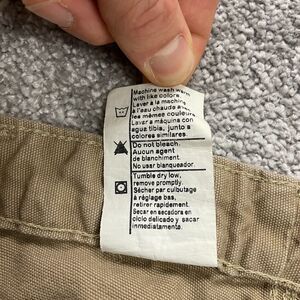 Machine wash warm
with like colors.
Laver à la machine
à l'eau chaude avec
les mêmes couleurs.
Lavar a máquina con
agua tibia, junto a
colores similares.
Do not bleach.
Aucun agent
de blanchiment.
No usar blanqueador.
Tumble dry low,
remove promptly.
Sécher par culbutage
à réglage bas,
retirer rapidement.
Secar en secadora en
ciclo delicado y sacar
inmediatamente.